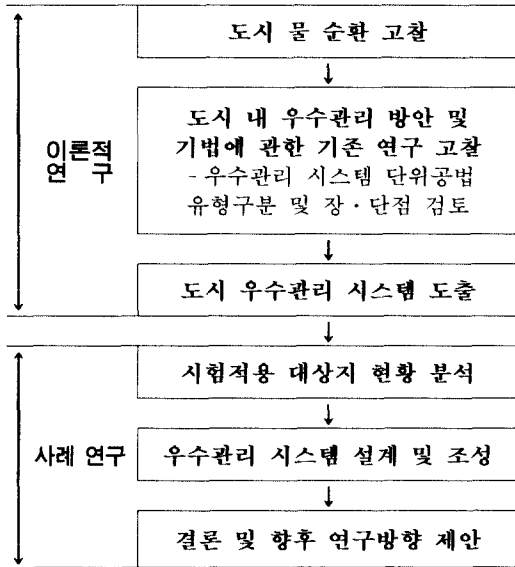 도시 물 순환 고찰
이론적
연 구
도시 내 우수관리 방안 및
기법에 관한 기존 연구 고찰
- 우수관리 시스템 단위공법
유형구분 및 장·단점 검토
도시 우수관리 시스템 도출
사례 연구
시험적용 대상지 현황 분석
우수관리 시스템 설계 및 조성
결론 및 향후 연구방향 제안